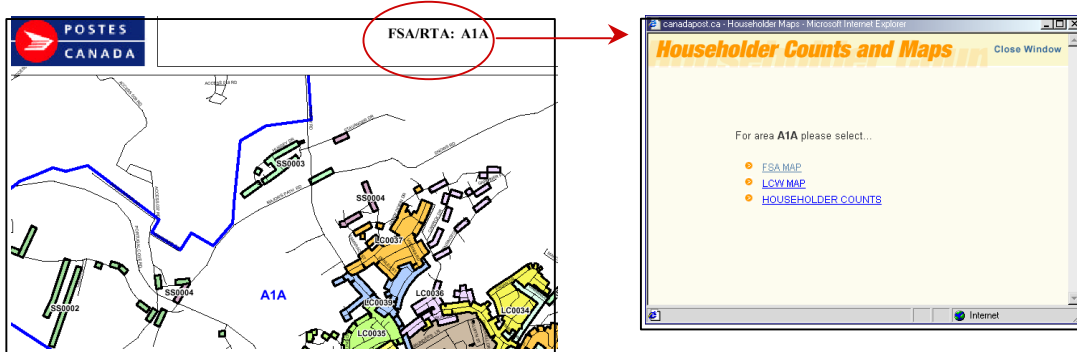 POSTES
CANADA
FSA/RTA: A1A
SS0003
SS0004
LC0037
SS0004
SS0002
A1A
LC0039
LC0036
LC0034
LC0035
canadapost.ca - Householder Maps - Microsoft Internet Explorer
Householder Counts and Maps
Close Window
For area A1A please select...
FSA MAP
LCW MAP
HOUSEHOLDER COUNTS
Internet